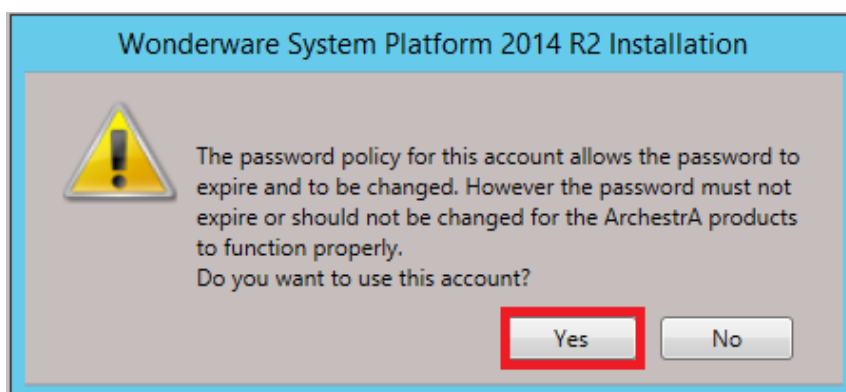 Wonderware System Platform 2014 R2 Installation
The password policy for this account allows the password to
expire and to be changed. However the password must not
expire or should not be changed for the ArchestrA products
to function properly.
Do you want to use this account?
Yes No